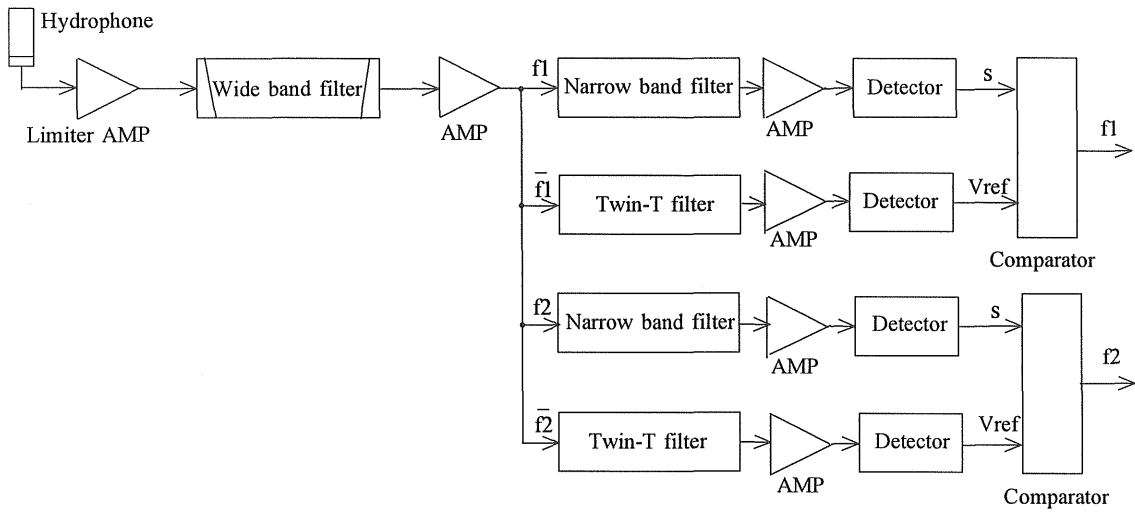 Hydrophone
Limiter AMP
Wide band filter
AMP
f1
Narrow band filter
AMP
Detector
s
f1
f̅1̅
Twin-T filter
AMP
Detector
Vref
Comparator
f2
Narrow band filter
AMP
Detector
s
f2
f̅2̅
Twin-T filter
AMP
Detector
Vref
Comparator